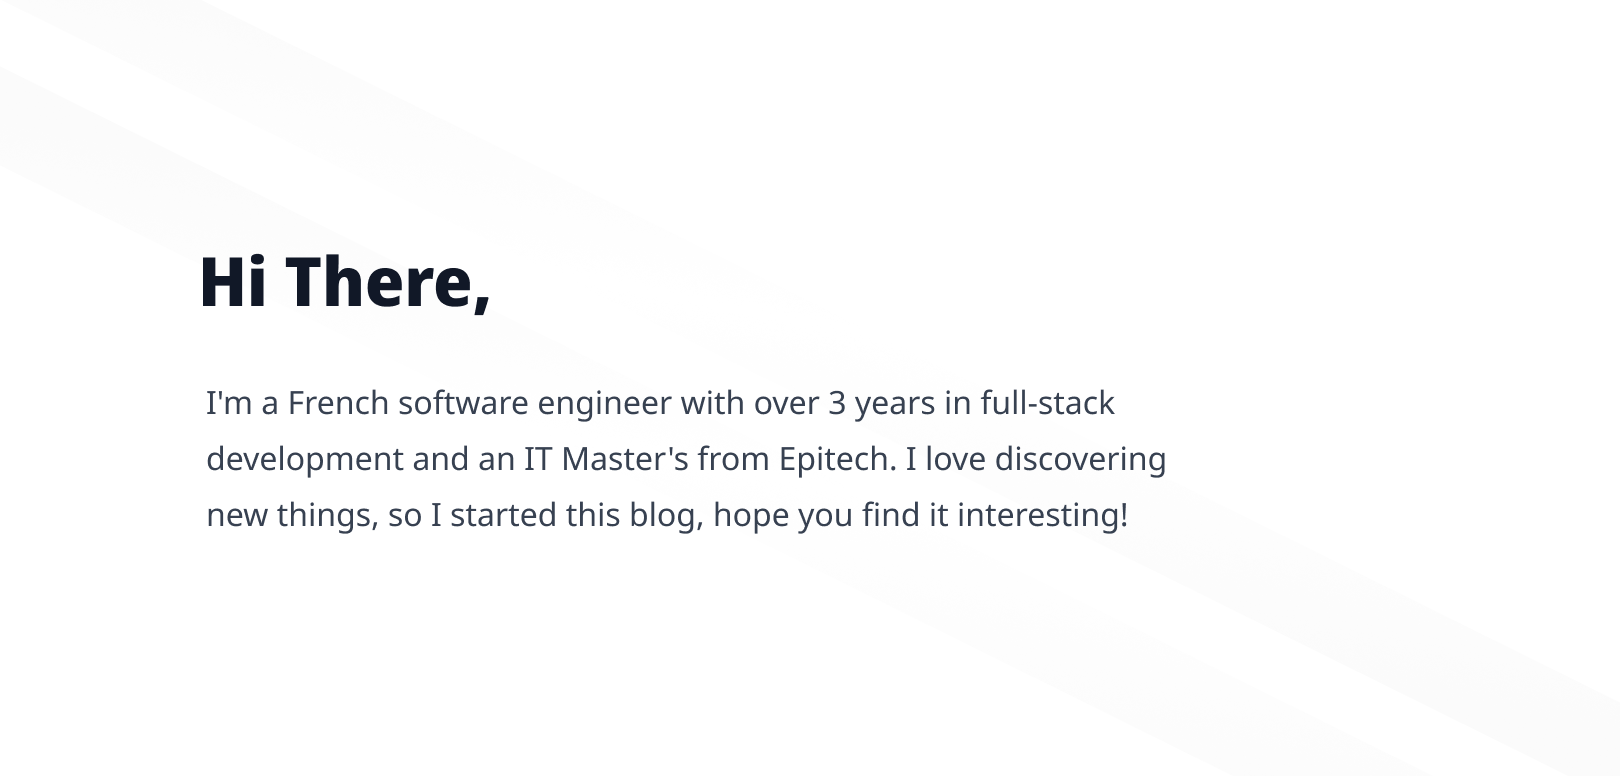 Hi There,
I'm a French software engineer with over 3 years in full-stack
development and an IT Master's from Epitech. I love discovering
new things, so I started this blog, hope you find it interesting!